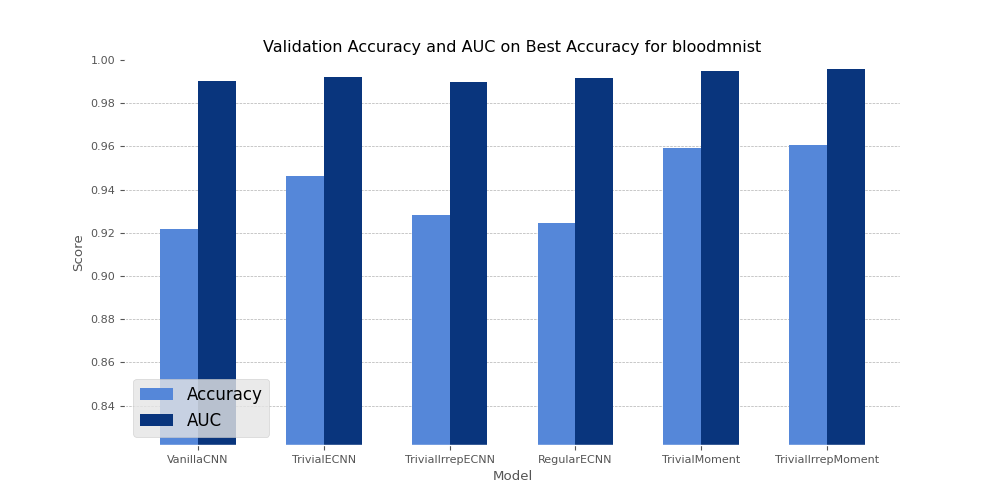 Validation Accuracy and AUC on Best Accuracy for bloodmnist
1.00
0.98
0.96
0.94
0.92
0.90
0.88
0.86
0.84
Score
Accuracy
AUC
VanillaCNN
TrivialECNN
TrivialIrrepECNN
RegularECNN
TrivialMoment
TrivialIrrepMoment
Model